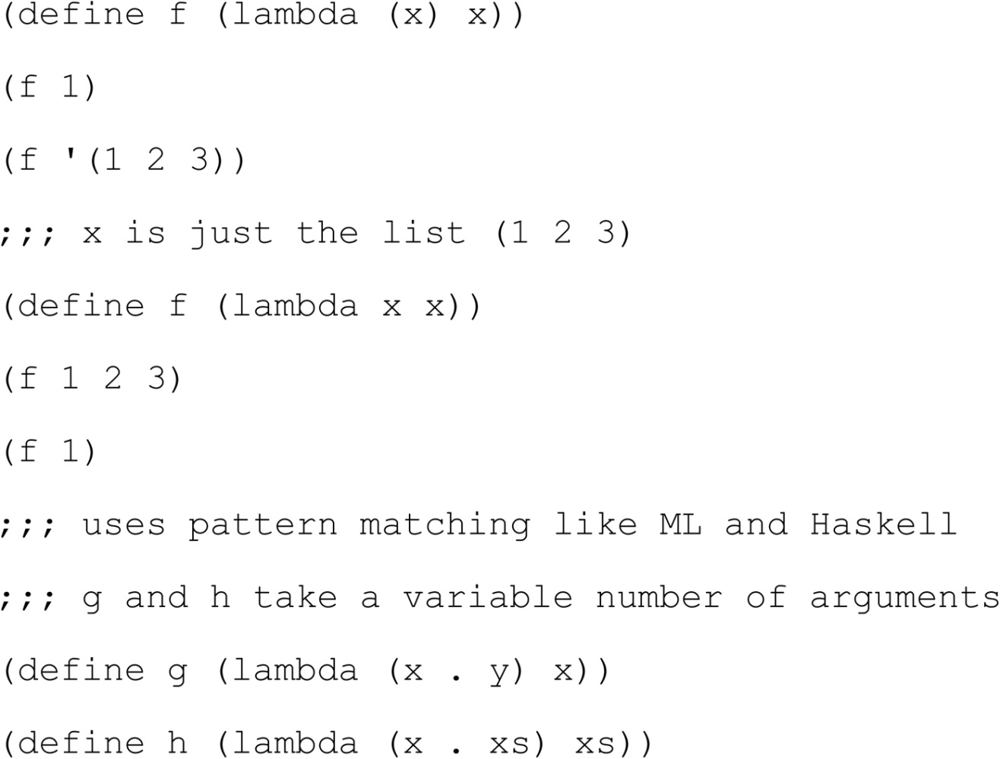 (define f (lambda (x) x))
(f 1)
(f '(1 2 3))
;;; x is just the list (1 2 3)
(define f (lambda x x))
(f 1 2 3)
(f 1)
;;; uses pattern matching like ML and Haskell
;;; g and h take a variable number of arguments
(define g (lambda (x . y) x))
(define h (lambda (x . xs) xs))